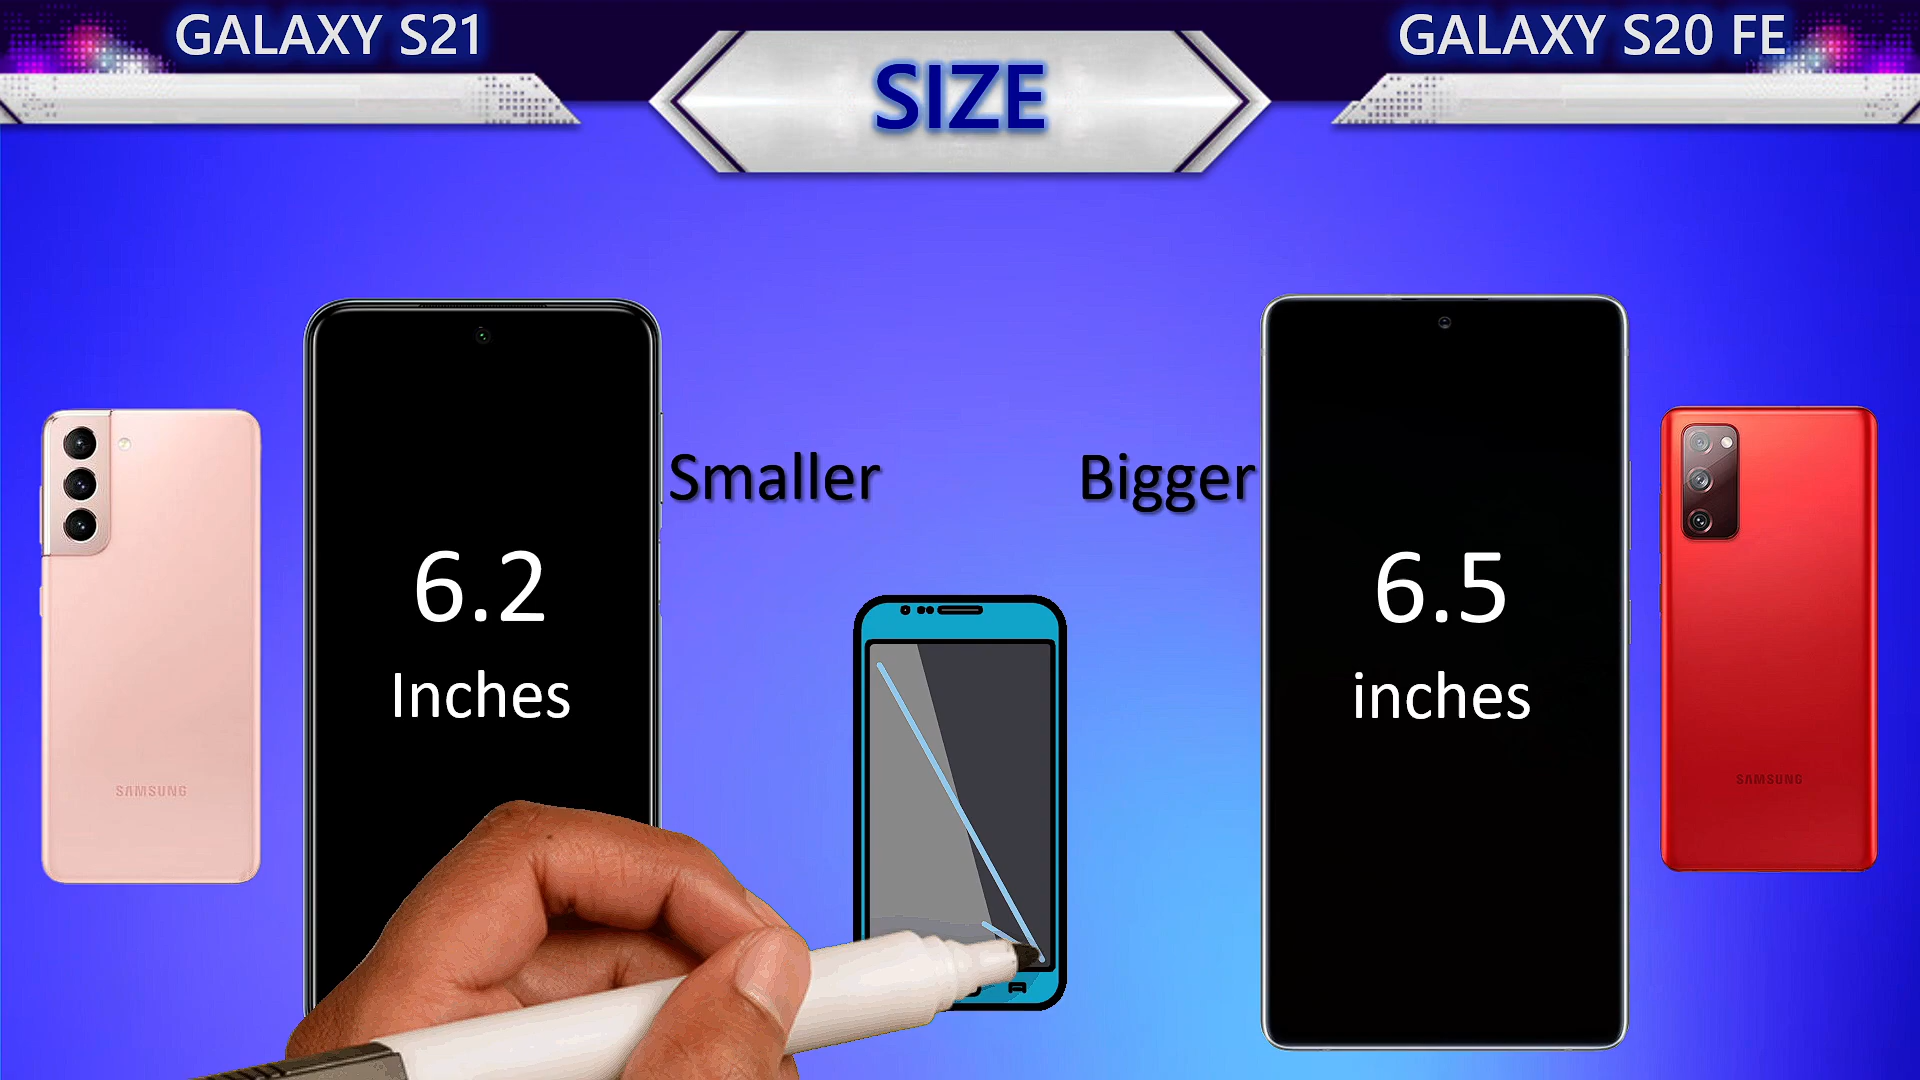 GALAXY S21
SIZE
GALAXY S20 FE
Smaller
Bigger
6.2
Inches
6.5
inches
SAMSUNG
SAMSUNG